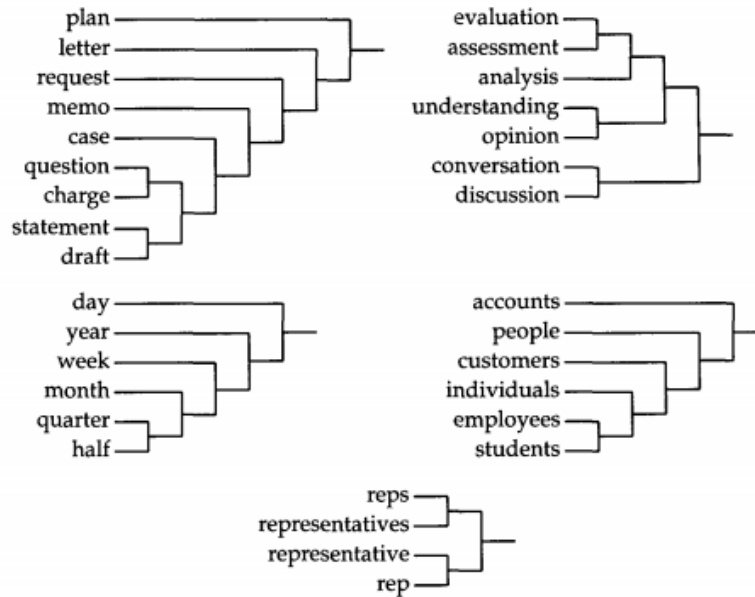 plan
letter
request
memo
case
question
charge
statement
draft
evaluation
assessment
analysis
understanding
opinion
conversation
discussion
day
year
week
month
quarter
half
accounts
people
customers
individuals
employees
students
reps
representatives
representative
rep